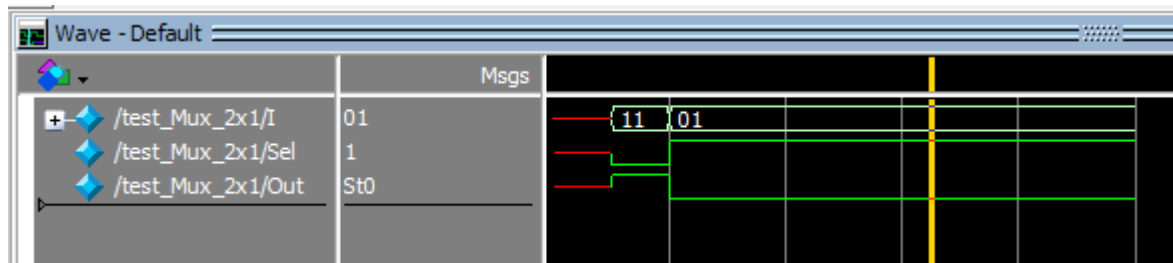 Wave - Default
Msgs
/test_Mux_2x1/I 01 11 01
/test_Mux_2x1/Sel 1
/test_Mux_2x1/Out St0